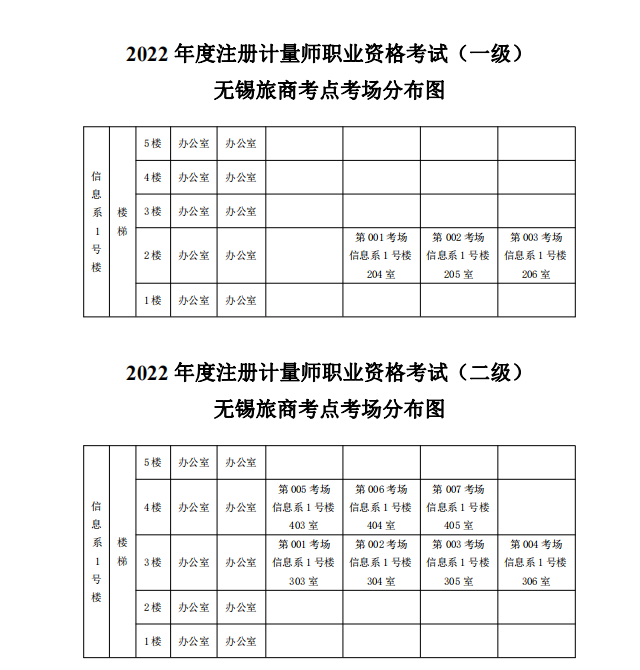 2022 年度注册计量师职业资格考试（一级）
无锡旅商考点考场分布图
信息系1号楼
楼梯
5楼 办公室 办公室
4楼 办公室 办公室
3楼 办公室 办公室
2楼 办公室 办公室
第 001 考场 第 002 考场 第 003 考场
信息系 1 号楼 信息系 1 号楼 信息系 1 号楼
204 室 205 室 206 室
1楼 办公室 办公室
2022 年度注册计量师职业资格考试（二级）
无锡旅商考点考场分布图
信息系1号楼
楼梯
5楼 办公室 办公室
4楼 办公室 办公室
第 005 考场 第 006 考场 第 007 考场
信息系 1 号楼 信息系 1 号楼 信息系 1 号楼
403 室 404 室 405 室
3楼 办公室 办公室
第 001 考场 第 002 考场 第 003 考场 第 004 考场
信息系 1 号楼 信息系 1 号楼 信息系 1 号楼 信息系 1 号楼
303 室 304 室 305 室 306 室
2楼 办公室 办公室
1楼 办公室 办公室